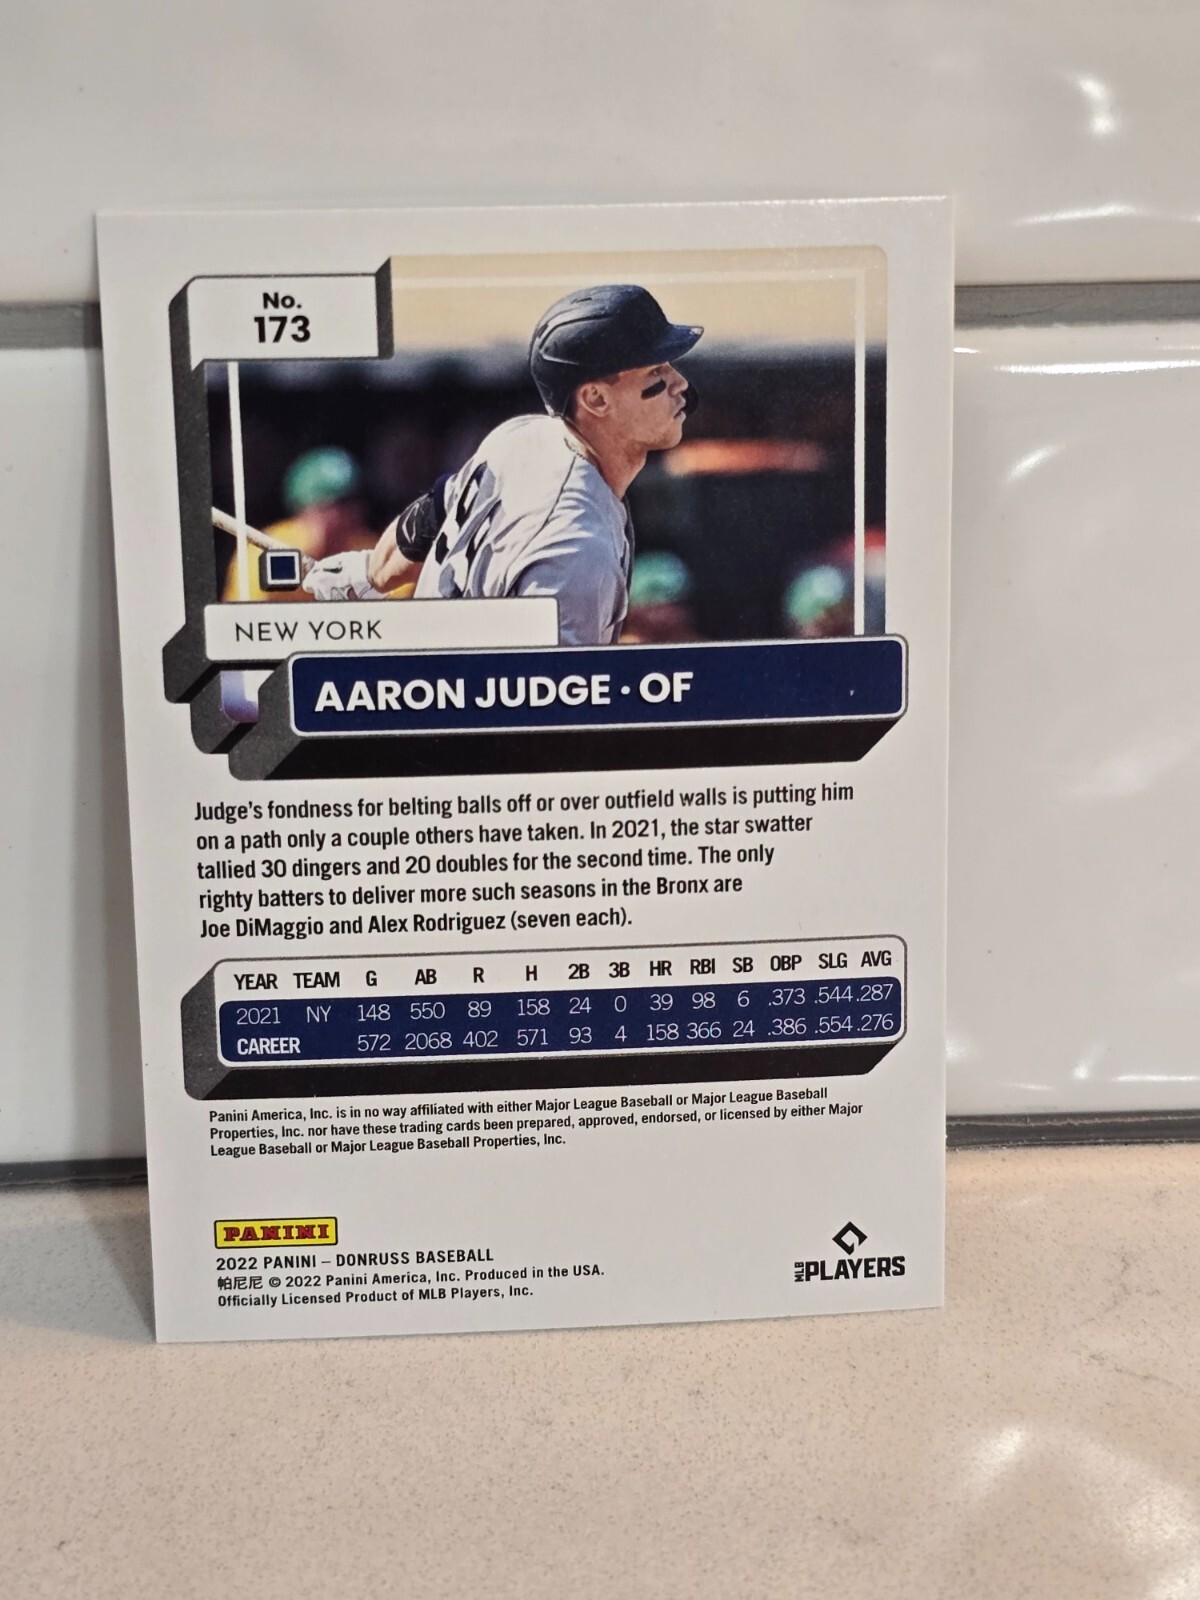 No.
173
NEW YORK
AARON JUDGE · OF
Judge's fondness for belting balls off or over outfield walls is putting him
on a path only a couple others have taken. In 2021, the star swatter
tallied 30 dingers and 20 doubles for the second time. The only
righty batters to deliver more such seasons in the Bronx are
Joe DiMaggio and Alex Rodriguez (seven each).
YEAR TEAM G AB R H 2B 3B HR RBI SB OBP SLG AVG
2021 NY 148 550 89 158 24 0 39 98 6 .373 .544 .287
CAREER 572 2068 402 571 93 4 158 366 24 .386 .554 .276
Panini America, Inc. is in no way affiliated with either Major League Baseball or Major League Baseball
Properties, Inc. nor have these trading cards been prepared, approved, endorsed, or licensed by either Major
League Baseball or Major League Baseball Properties, Inc.
PANINI
2022 PANINI – DONRUSS BASEBALL
帕尼尼 © 2022 Panini America, Inc. Produced in the USA.
Officially Licensed Product of MLB Players, Inc.
MLB PLAYERS